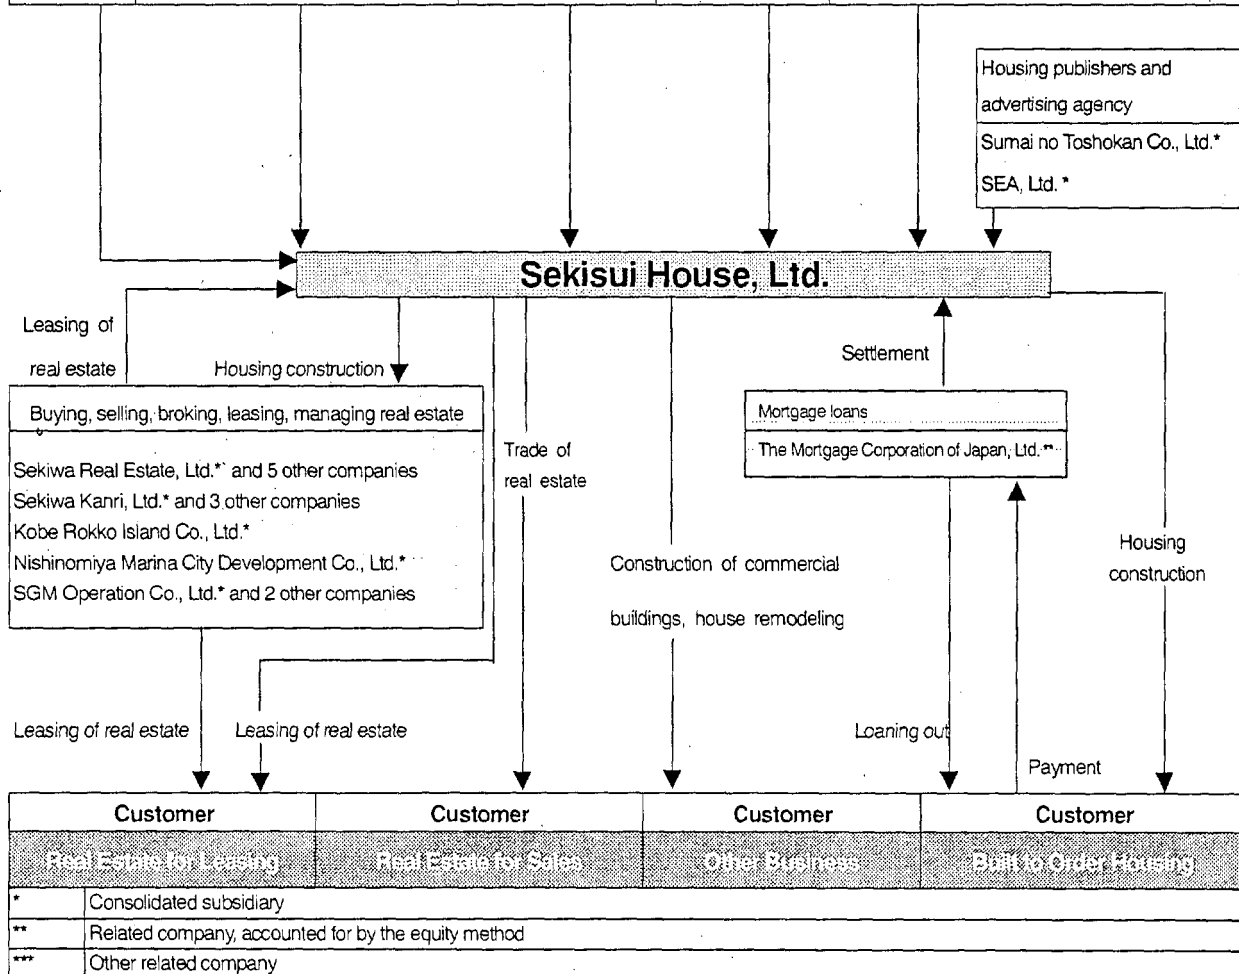 Housing publishers and
advertising agency
Sumai no Toshokan Co., Ltd.*
SEA, Ltd. *
Sekisui House, Ltd.
Leasing of
real estate
Housing construction
Settlement
Buying, selling, broking, leasing, managing real estate
Mortgage loans
Sekiwa Real Estate, Ltd.* and 5 other companies
Sekiwa Kanri, Ltd.* and 3 other companies
Kobe Rokko Island Co., Ltd.*
Nishinomiya Marina City Development Co., Ltd.*
SGM Operation Co., Ltd.* and 2 other companies
Trade of
real estate
The Mortgage Corporation of Japan, Ltd.**
Construction of commercial
buildings, house remodeling
Housing
construction
Leasing of real estate
Leasing of real estate
Loaning out
Payment
Customer
Customer
Customer
Customer
Real Estate for Leasing
Real Estate for Sales
Other Business
Built to Order Housing
* Consolidated subsidiary
** Related company, accounted for by the equity method
*** Other related company